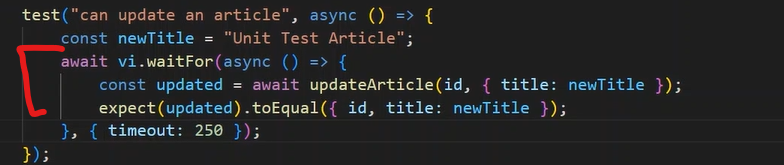 test("can update an article", async () => {
    const newTitle = "Unit Test Article";
    await vi.waitFor(async () => {
        const updated = await updateArticle(id, { title: newTitle });
        expect(updated).toEqual({ id, title: newTitle });
    }, { timeout: 250 });
});